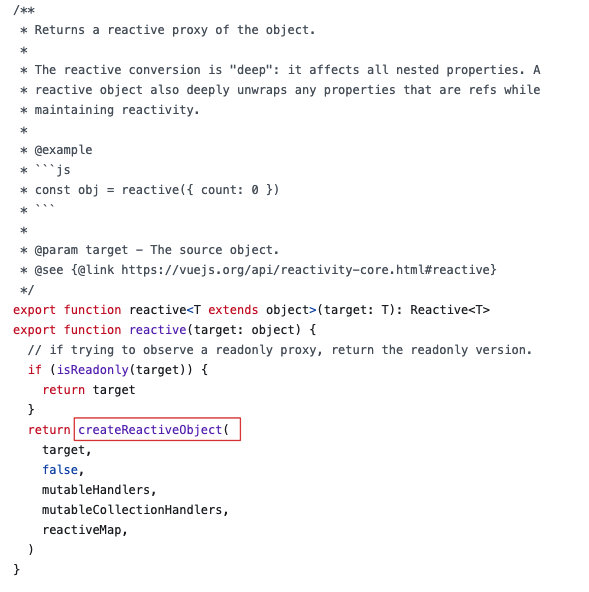 /**
 * Returns a reactive proxy of the object.
 *
 * The reactive conversion is "deep": it affects all nested properties. A
 * reactive object also deeply unwraps any properties that are refs while
 * maintaining reactivity.
 *
 * @example
 * ```js
 * const obj = reactive({ count: 0 })
 * ```
 *
 * @param target - The source object.
 * @see {@link https://vuejs.org/api/reactivity-core.html#reactive}
 */
export function reactive<T extends object>(target: T): Reactive<T>
export function reactive(target: object) {
  // if trying to observe a readonly proxy, return the readonly version.
  if (isReadonly(target)) {
    return target
  }
  return createReactiveObject(
    target,
    false,
    mutableHandlers,
    mutableCollectionHandlers,
    reactiveMap,
  )
}